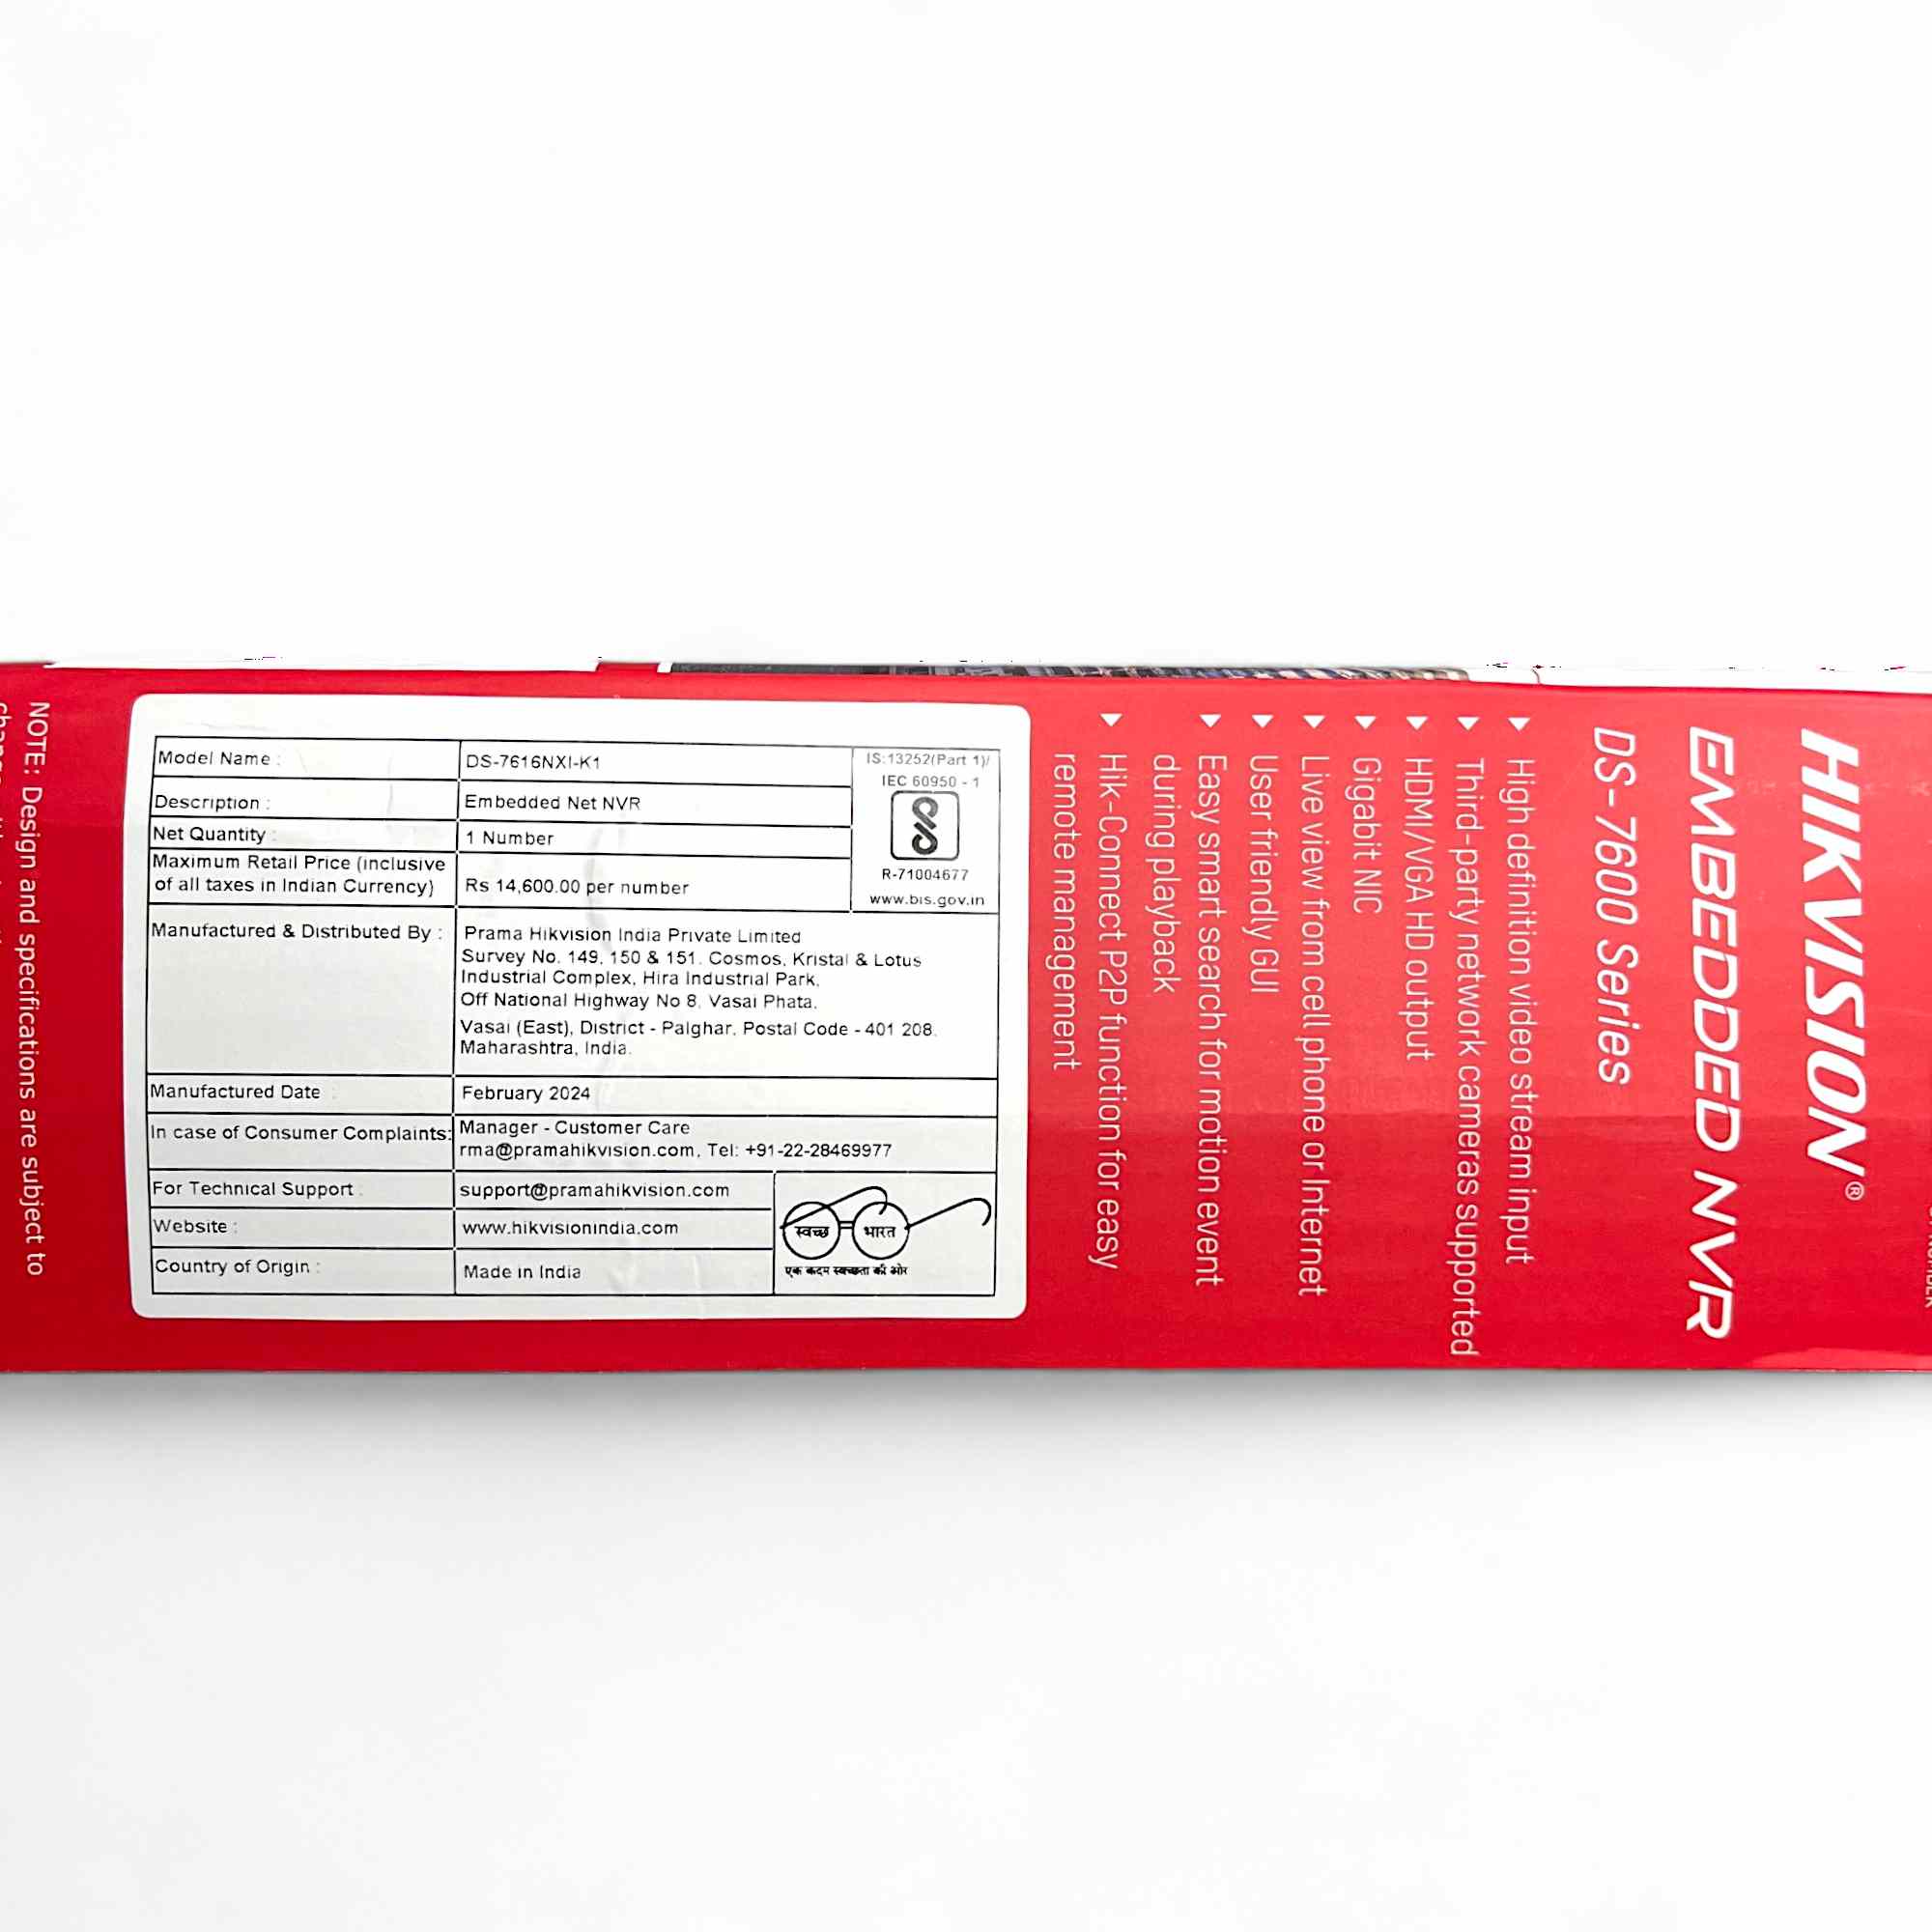 HIKVISION®
EMBEDDED NVR
DS-7600 Series
High definition video stream input
Third-party network cameras supported
HDMI/VGA HD output
Gigabit NIC
Live view from cell phone or Internet
User friendly GUI
Easy smart search for motion event
during playback
Hik-Connect P2P function for easy
remote management
Model Name : DS-7616NXI-K1
Description : Embedded Net NVR
Net Quantity : 1 Number
Maximum Retail Price (inclusive
of all taxes in Indian Currency) Rs 14,600.00 per number
IS:13252(Part 1)/
IEC 60950 - 1
R-71004677
www.bis.gov.in
Manufactured & Distributed By : Prama Hikvision India Private Limited
Survey No. 149, 150 & 151. Cosmos, Kristal & Lotus
Industrial Complex, Hira Industrial Park,
Off National Highway No 8, Vasai Phata,
Vasai (East), District - Palghar, Postal Code - 401 208.
Maharashtra, India.
Manufactured Date : February 2024
In case of Consumer Complaints: Manager - Customer Care
rma@pramahikvision.com, Tel: +91-22-28469977
For Technical Support : support@pramahikvision.com
Website : www.hikvisionindia.com
Country of Origin : Made in India
स्वच्छ भारत
एक कदम स्वच्छता की ओर
NOTE: Design and specifications are subject to